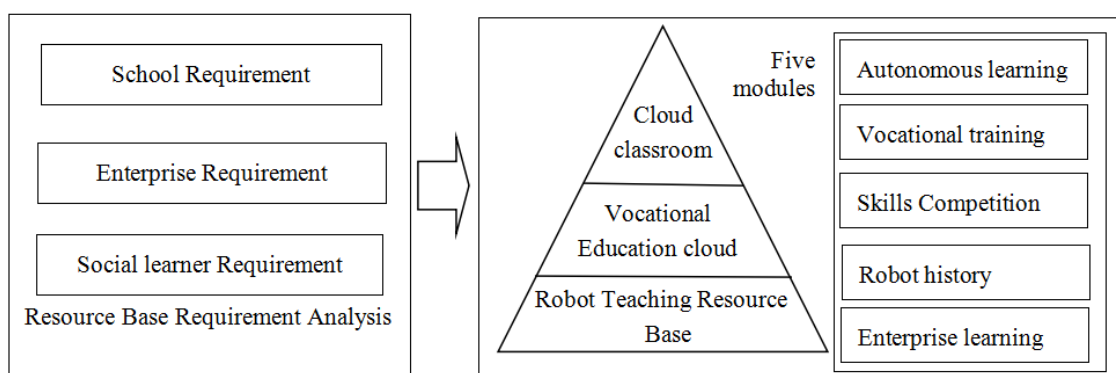 School Requirement
Enterprise Requirement
Social learner Requirement
Resource Base Requirement Analysis
Cloud
classroom
Vocational
Education cloud
Robot Teaching Resource
Base
Five
modules
Autonomous learning
Vocational training
Skills Competition
Robot history
Enterprise learning